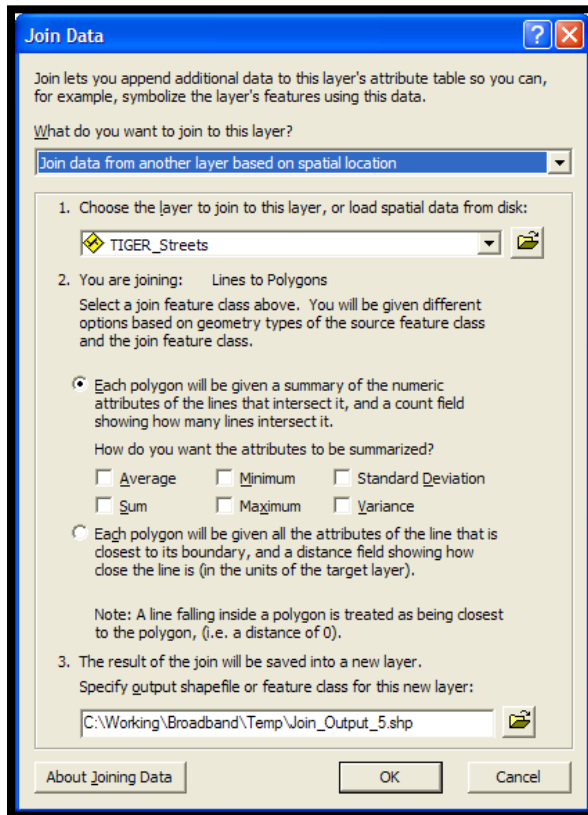 Join Data
Join lets you append additional data to this layer's attribute table so you can,
for example, symbolize the layer's features using this data.
What do you want to join to this layer?
Join data from another layer based on spatial location
1. Choose the layer to join to this layer, or load spatial data from disk:
TIGER_Streets
2. You are joining: Lines to Polygons
Select a join feature class above. You will be given different
options based on geometry types of the source feature class
and the join feature class.
Each polygon will be given a summary of the numeric
attributes of the lines that intersect it, and a count field
showing how many lines intersect it.
How do you want the attributes to be summarized?
Average Minimum Standard Deviation
Sum Maximum Variance
Each polygon will be given all the attributes of the line that is
closest to its boundary, and a distance field showing how
close the line is (in the units of the target layer).
Note: A line falling inside a polygon is treated as being closest
to the polygon, (i.e. a distance of 0).
3. The result of the join will be saved into a new layer.
Specify output shapefile or feature class for this new layer:
C:\Working\Broadband\Temp\Join_Output_5.shp
About Joining Data OK Cancel